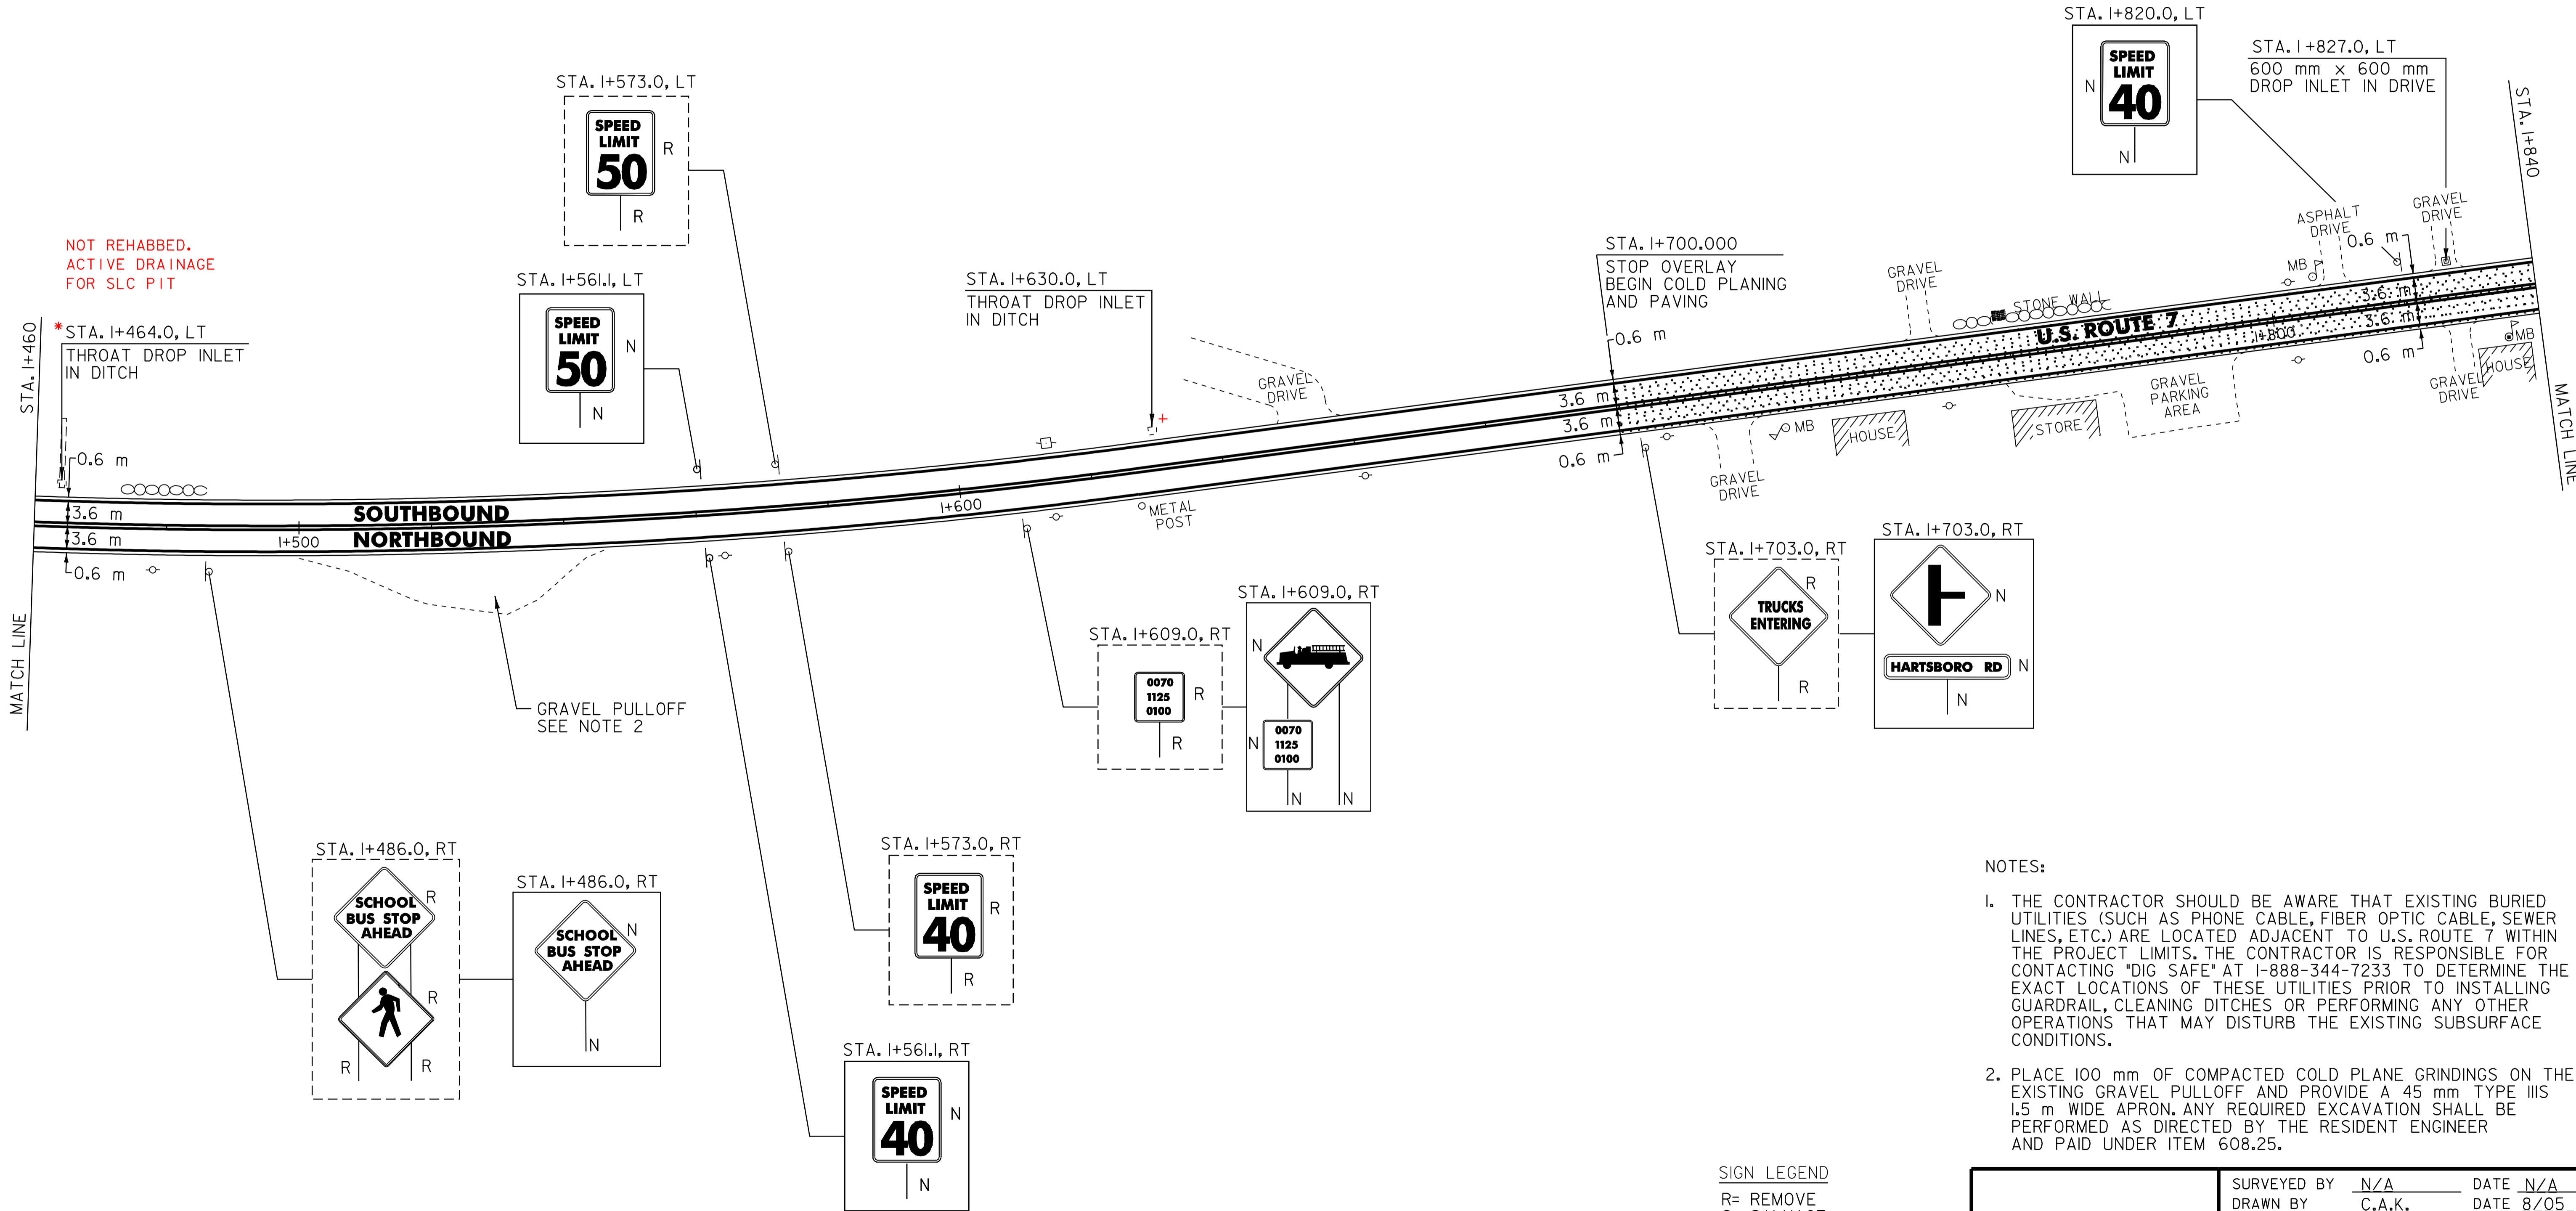 STA. 1+820.0, LT
SPEED
LIMIT
40
N
N
STA. 1+827.0, LT
600 mm x 600 mm
DROP INLET IN DRIVE
STA. 1+840
MATCH LINE
STA. 1+573.0, LT
SPEED
LIMIT
50
R
R
NOT REHABBED.
ACTIVE DRAINAGE
FOR SLC PIT
STA. 1+460
MATCH LINE
* STA. 1+464.0, LT
THROAT DROP INLET
IN DITCH
STA. 1+561.1, LT
SPEED
LIMIT
50
N
N
STA. 1+630.0, LT
THROAT DROP INLET
IN DITCH
+
GRAVEL
DRIVE
STA. 1+700.000
STOP OVERLAY
BEGIN COLD PLANING
AND PAVING
0.6 m
3.6 m
3.6 m
0.6 m
GRAVEL
DRIVE
STONE WALL
U.S. ROUTE 7
1+800
ASPHALT
DRIVE
MB
GRAVEL
DRIVE
0.6 m
3.6 m
3.6 m
0.6 m
MB
HOUSE
GRAVEL
DRIVE
GRAVEL
PARKING
AREA
STORE
HOUSE
MB
GRAVEL
DRIVE
0.6 m
3.6 m
3.6 m
0.6 m
SOUTHBOUND
NORTHBOUND
1+500
1+600
METAL
POST
GRAVEL PULLOFF
SEE NOTE 2
STA. 1+609.0, RT
0070
1125
0100
R
R
STA. 1+609.0, RT
N
0070
1125
0100
N
N
N
STA. 1+703.0, RT
TRUCKS
ENTERING
R
R
STA. 1+703.0, RT
N
HARTSBORO RD
N
N
STA. 1+486.0, RT
SCHOOL
BUS STOP
AHEAD
R
R
R
R
STA. 1+486.0, RT
SCHOOL
BUS STOP
AHEAD
N
N
STA. 1+573.0, RT
SPEED
LIMIT
40
R
R
STA. 1+561.1, RT
SPEED
LIMIT
40
N
N
NOTES:
1. THE CONTRACTOR SHOULD BE AWARE THAT EXISTING BURIED
UTILITIES (SUCH AS PHONE CABLE, FIBER OPTIC CABLE, SEWER
LINES, ETC.) ARE LOCATED ADJACENT TO U.S. ROUTE 7 WITHIN
THE PROJECT LIMITS. THE CONTRACTOR IS RESPONSIBLE FOR
CONTACTING "DIG SAFE" AT 1-888-344-7233 TO DETERMINE THE
EXACT LOCATIONS OF THESE UTILITIES PRIOR TO INSTALLING
GUARDRAIL, CLEANING DITCHES OR PERFORMING ANY OTHER
OPERATIONS THAT MAY DISTURB THE EXISTING SUBSURFACE
CONDITIONS.
2. PLACE 100 mm OF COMPACTED COLD PLANE GRINDINGS ON THE
EXISTING GRAVEL PULLOFF AND PROVIDE A 45 mm TYPE IIIS
1.5 m WIDE APRON. ANY REQUIRED EXCAVATION SHALL BE
PERFORMED AS DIRECTED BY THE RESIDENT ENGINEER
AND PAID UNDER ITEM 608.25.
SIGN LEGEND
R= REMOVE
SURVEYED BY N/A DATE N/A
DRAWN BY C.A.K. DATE 8/05